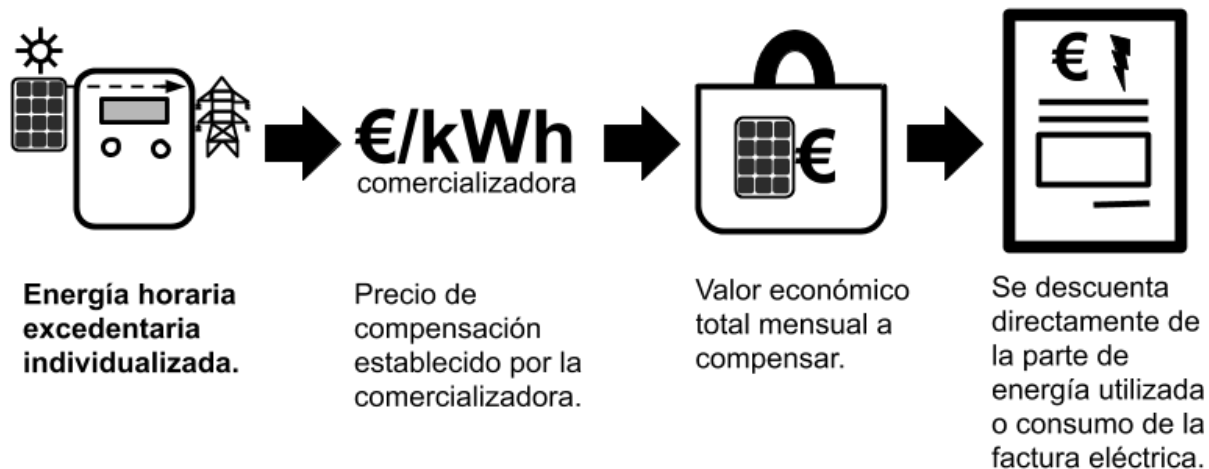 €/kWh
comercializadora
€
€
Energía horaria
excedentaria
individualizada.
Precio de
compensación
establecido por la
comercializadora.
Valor económico
total mensual a
compensar.
Se descuenta
directamente de
la parte de
energía utilizada
o consumo de la
factura eléctrica.